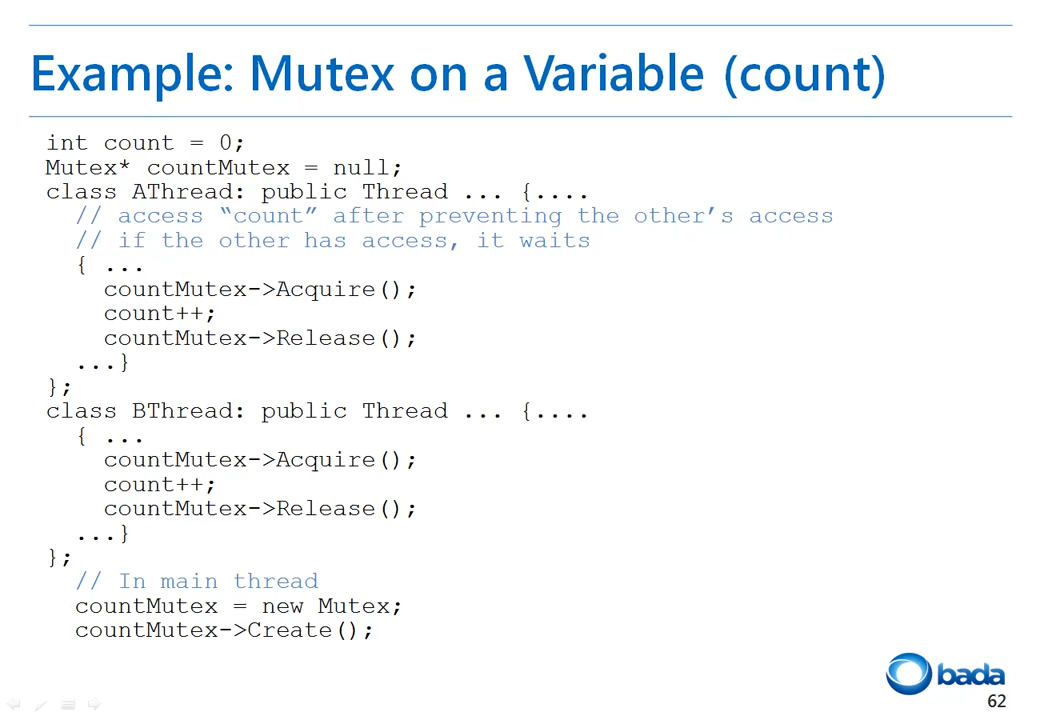 Example: Mutex on a Variable (count)
int count = 0;
Mutex* countMutex = null;
class AThread: public Thread ... {....
// access “count” after preventing the other’s access
// if the other has access, it waits
{ ...
countMutex->Acquire();
count++;
countMutex->Release();
...}
};
class BThread: public Thread ... {....
{ ...
countMutex->Acquire();
count++;
countMutex->Release();
...}
};
// In main thread
countMutex = new Mutex;
countMutex->Create();
bada
62